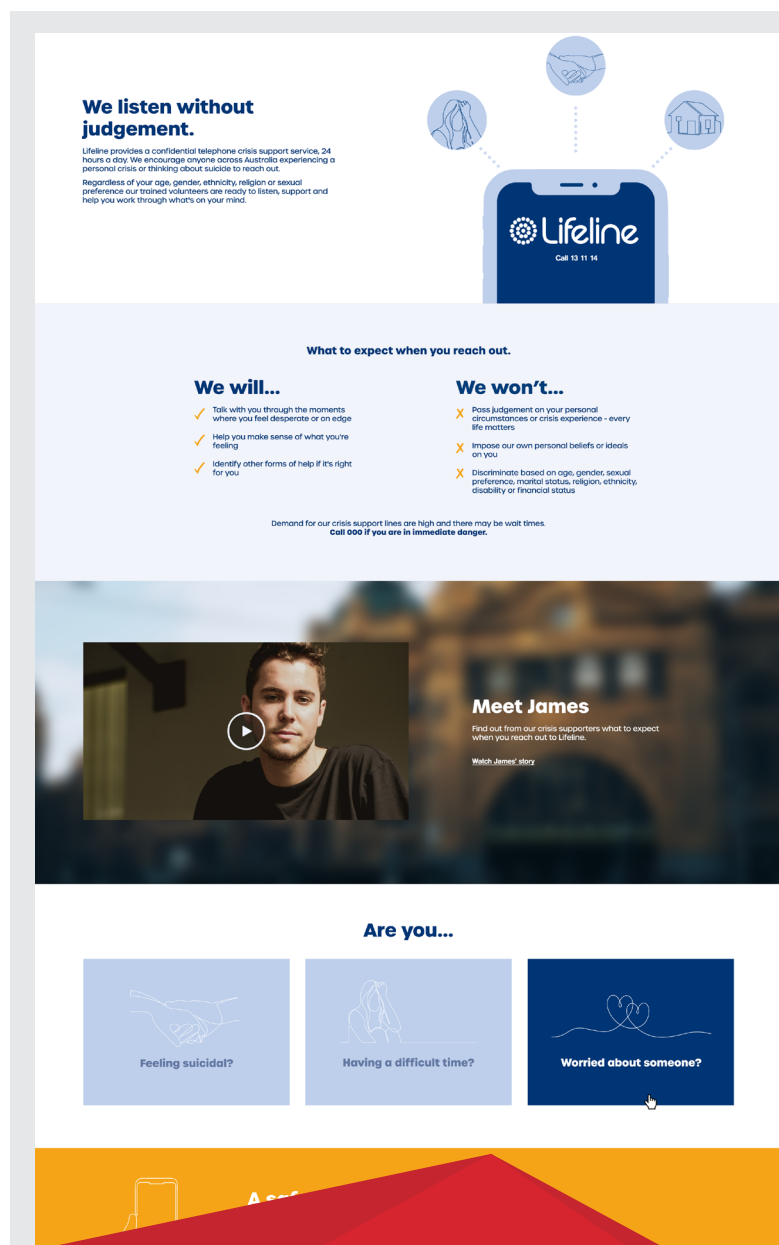 We listen without
judgement.
Lifeline provides a confidential telephone crisis support service, 24
hours a day. We encourage anyone across Australia experiencing a
personal crisis or thinking about suicide to reach out.
Regardless of your age, gender, ethnicity, religion or sexual
preference our trained volunteers are ready to listen, support and
help you work through what's on your mind.
Lifeline
Call 13 11 14
What to expect when you reach out.
We will...
Talk with you through the moments
where you feel desperate or on edge
Help you make sense of what you're
feeling
Identify other forms of help if it's right
for you
We won't...
Pass judgement on your personal
circumstances or crisis experience - every
life matters
Impose our own personal beliefs or ideals
on you
Discriminate based on age, gender, sexual
preference, marital status, religion, ethnicity,
disability or financial status
Demand for our crisis support lines are high and there may be wait times.
Call 000 if you are in immediate danger.
Meet James
Find out from our crisis supporters what to expect
when you reach out to Lifeline.
Watch James' story
Are you...
Feeling suicidal?
Having a difficult time?
Worried about someone?
A